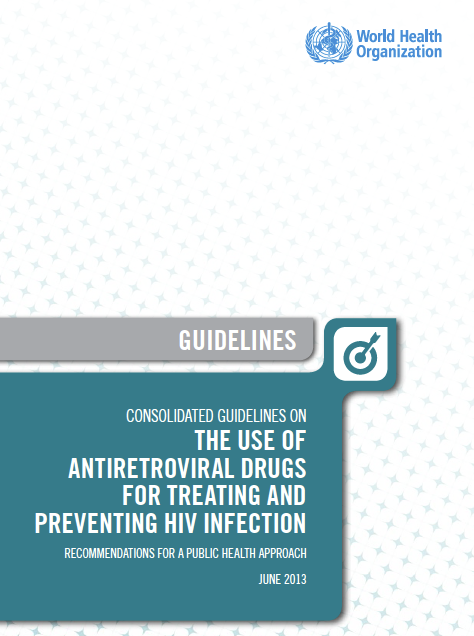 World Health
Organization
GUIDELINES
CONSOLIDATED GUIDELINES ON
THE USE OF
ANTIRETROVIRAL DRUGS
FOR TREATING AND
PREVENTING HIV INFECTION
RECOMMENDATIONS FOR A PUBLIC HEALTH APPROACH
JUNE 2013